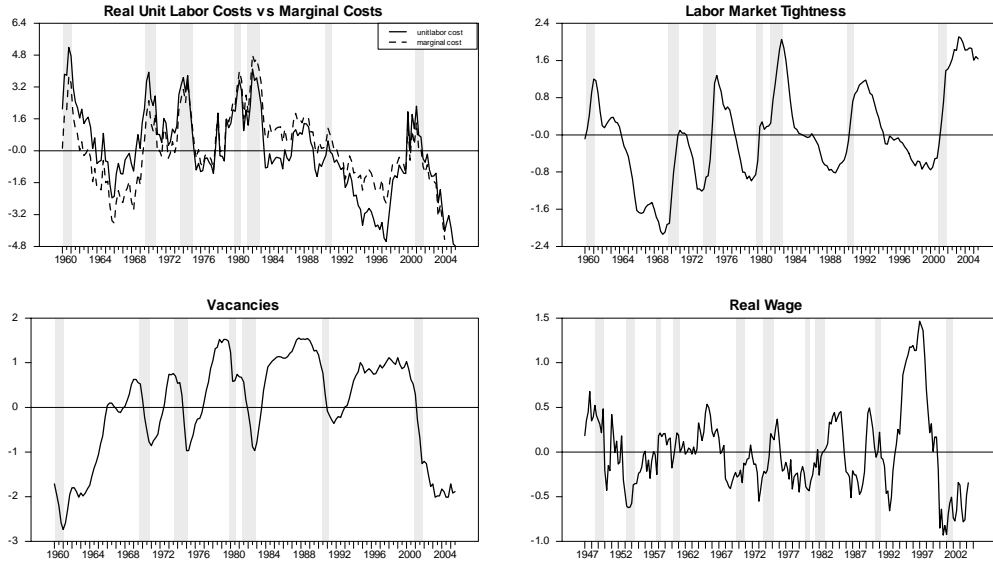 Real Unit Labor Costs vs Marginal Costs
6.4
4.8
3.2
1.6
-0.0
-1.6
-3.2
-4.8
unit labor cost
marginal cost
1960 1964 1968 1972 1976 1980 1984 1988 1992 1996 2000 2004
Labor Market Tightness
2.4
1.6
0.8
-0.0
-0.8
-1.6
-2.4
1960 1964 1968 1972 1976 1980 1984 1988 1992 1996 2000 2004
Vacancies
2
1
0
-1
-2
-3
1960 1964 1968 1972 1976 1980 1984 1988 1992 1996 2000 2004
Real Wage
1.5
1.0
0.5
0.0
-0.5
-1.0
1947 1952 1957 1962 1967 1972 1977 1982 1987 1992 1997 2002